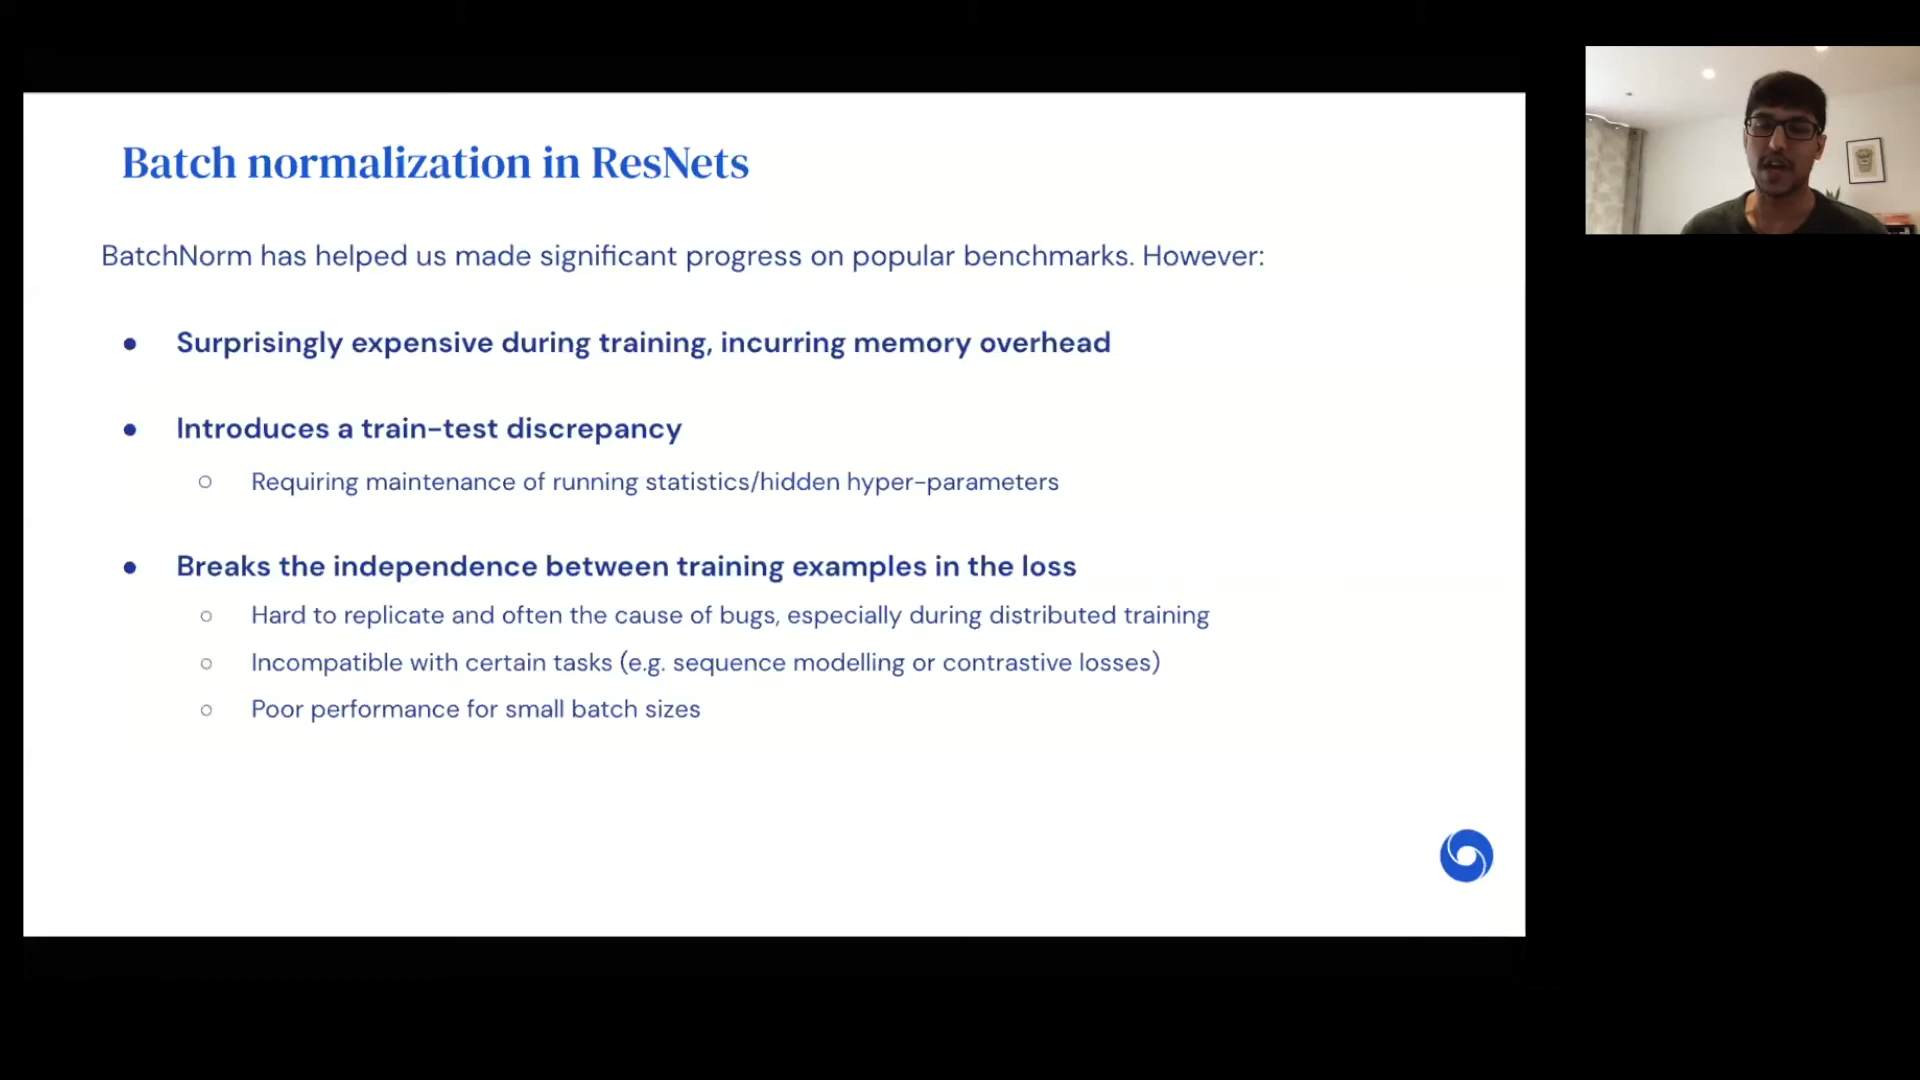 Batch normalization in ResNets
BatchNorm has helped us made significant progress on popular benchmarks. However:
● Surprisingly expensive during training, incurring memory overhead
● Introduces a train-test discrepancy
○ Requiring maintenance of running statistics/hidden hyper-parameters
● Breaks the independence between training examples in the loss
○ Hard to replicate and often the cause of bugs, especially during distributed training
○ Incompatible with certain tasks (e.g. sequence modelling or contrastive losses)
○ Poor performance for small batch sizes